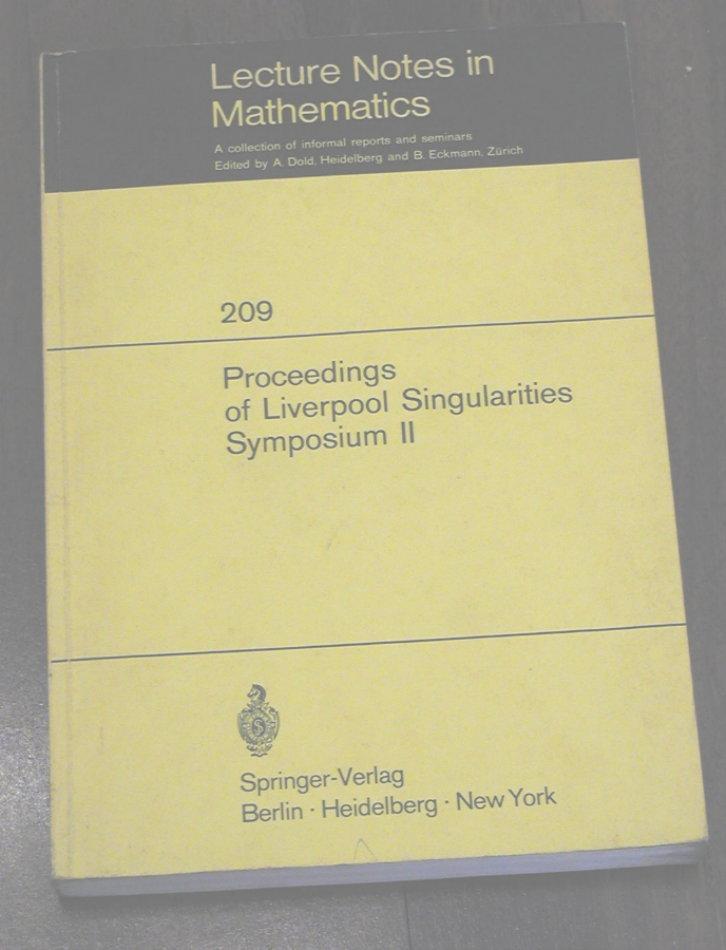 Lecture Notes in
Mathematics
A collection of informal reports and seminars
Edited by A. Dold, Heidelberg and B. Eckmann, Zürich
209
Proceedings
of Liverpool Singularities
Symposium II
S
Springer-Verlag
Berlin · Heidelberg · New York